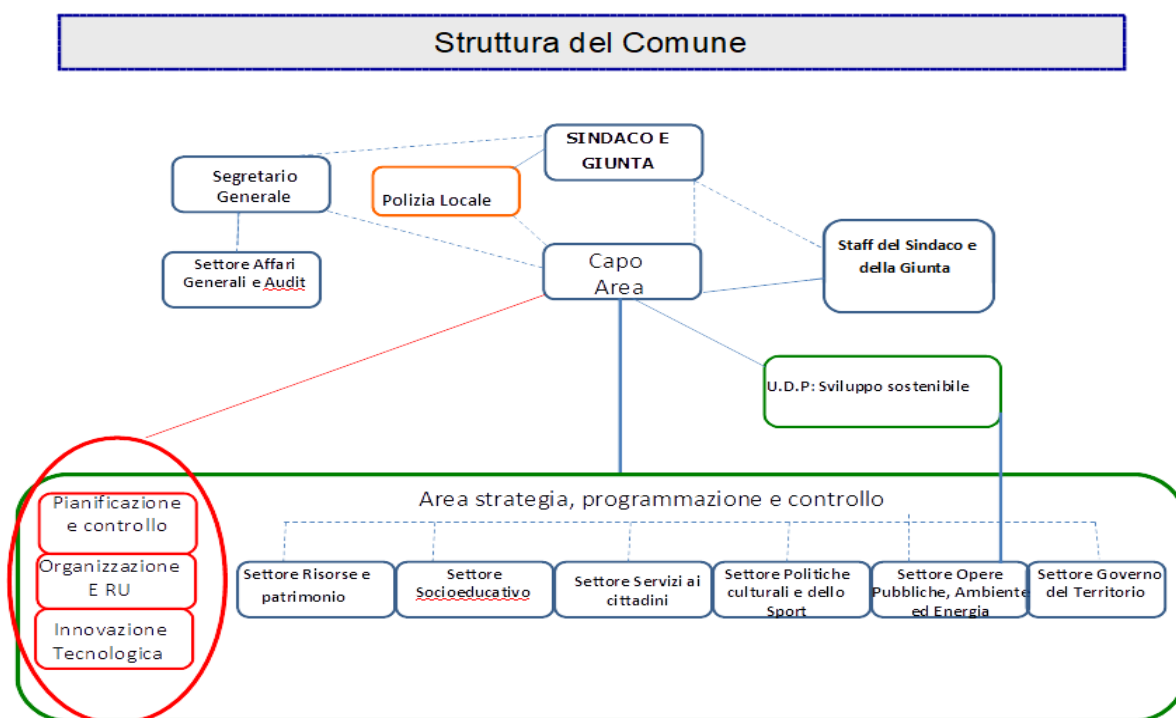 Struttura del Comune
SINDACO E
GIUNTA
Segretario
Generale
Polizia Locale
Staff del Sindaco e
della Giunta
Capo
Area
Settore Affari
Generali e Audit
U.D.P: Sviluppo sostenibile
Area strategia, programmazione e controllo
Pianificazione
e controllo
Organizzazione
E RU
Innovazione
Tecnologica
Settore Risorse e
patrimonio
Settore
Socioeducativo
Settore Servizi ai
cittadini
Settore Politiche
culturali e dello
Sport
Settore Opere
Pubbliche, Ambiente
ed Energia
Settore Governo
del Territorio